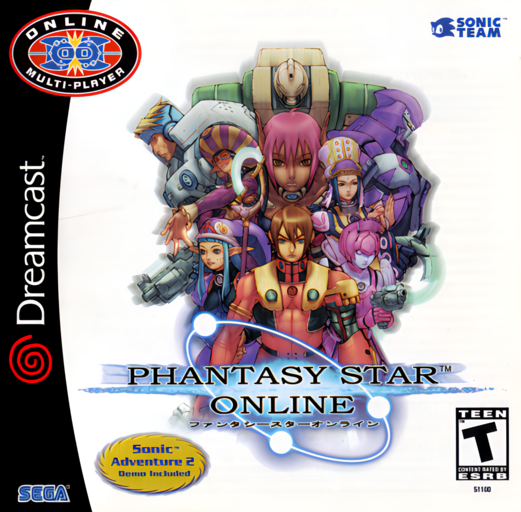 ONLINE
MULTI-PLAYER
SONIC
TEAM
Dreamcast™
PHANTASY STAR™
ONLINE
ファンタシースターオンライン
Sonic™
Adventure 2
Demo Included
SEGA
TEEN
T
CONTENT RATED BY
ESRB
51100